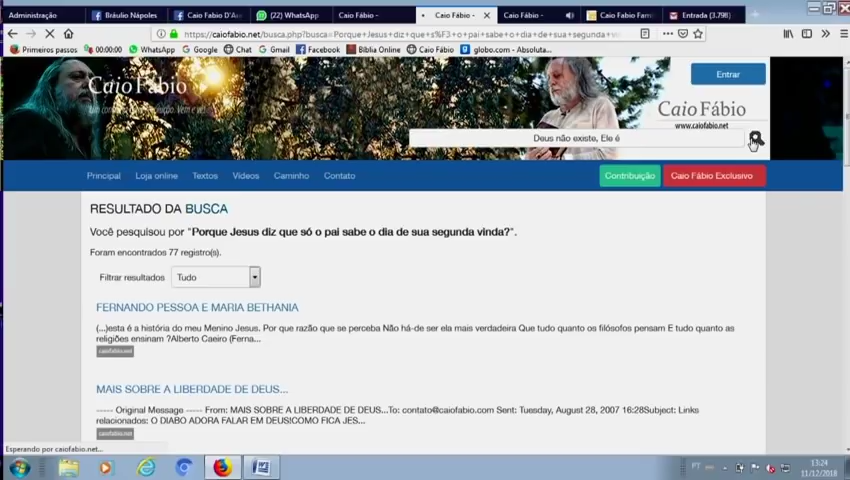 Administração
Bráulio Nápoles
Caio Fabio D'Ar
(22) WhatsApp
Caio Fábio -
Caio Fábio -
Caio Fábio -
Caio Fabio Fam
Entrada (3.798)
https://caiofabio.net/busca.php?busca=Porque+Jesus+diz+que+s%F3+o+pai+sabe+o+dia+de+sua+segunda+vi
Primeiros passos
00:00:00
WhatsApp
Google
Chat
Gmail
Facebook
Bíblia Online
Caio Fábio
globo.com - Absoluta...
Caio Fábio
Entrar
Caio Fábio
www.caiofabio.net
Deus não existe, Ele é
Principal
Loja online
Textos
Vídeos
Caminho
Contato
Contribuição
Caio Fábio Exclusivo
RESULTADO DA BUSCA
Você pesquisou por "Porque Jesus diz que só o pai sabe o dia de sua segunda vinda?".
Foram encontrados 77 registro(s).
Filtrar resultados
Tudo
FERNANDO PESSOA E MARIA BETHANIA
(...)esta é a história do meu Menino Jesus. Por que razão que se perceba Não há-de ser ela mais verdadeira Que tudo quanto os filósofos pensam E tudo quanto as
religiões ensinam ?Alberto Caeiro (Ferna...
caiofabio.net
MAIS SOBRE A LIBERDADE DE DEUS...
----- Original Message ----- From: MAIS SOBRE A LIBERDADE DE DEUS...To: contato@caiofabio.com Sent: Tuesday, August 28, 2007 16:28Subject: Links
relacionados: O DIABO ADORA FALAR EM DEUS!COMO FICA JES...
caiofabio.net
Esperando por caiofabio.net...
PT
13:24
11/12/2018